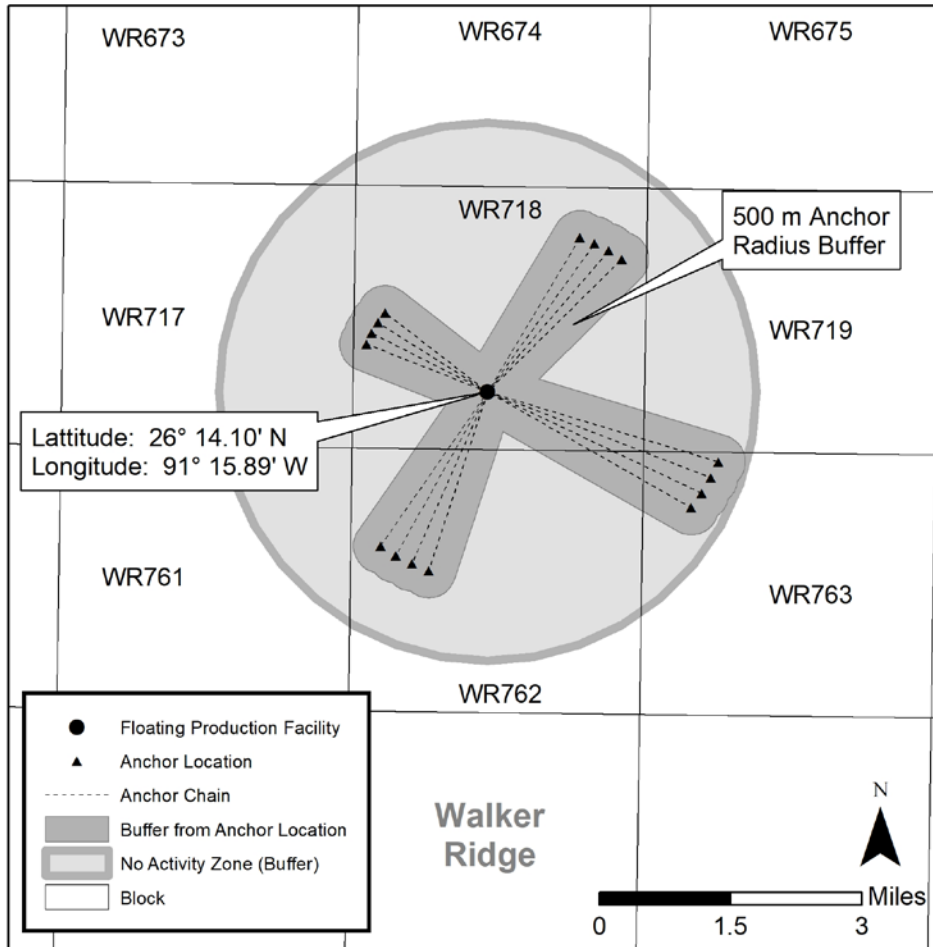 WR673
WR674
WR675
WR718
500 m Anchor
Radius Buffer
WR717
WR719
Lattitude: 26° 14.10' N
Longitude: 91° 15.89' W
WR761
WR763
WR762
Floating Production Facility
Anchor Location
Anchor Chain
Buffer from Anchor Location
No Activity Zone (Buffer)
Block
Walker
Ridge
N
Miles
0 1.5 3